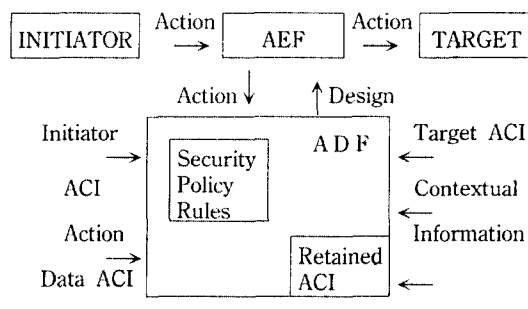 Action Action
INITIATOR AEF TARGET
Action Design
Initiator ADF Target ACI
Security
Policy
Rules
ACI Contextual
Action Information
Data ACI
Retained
ACI